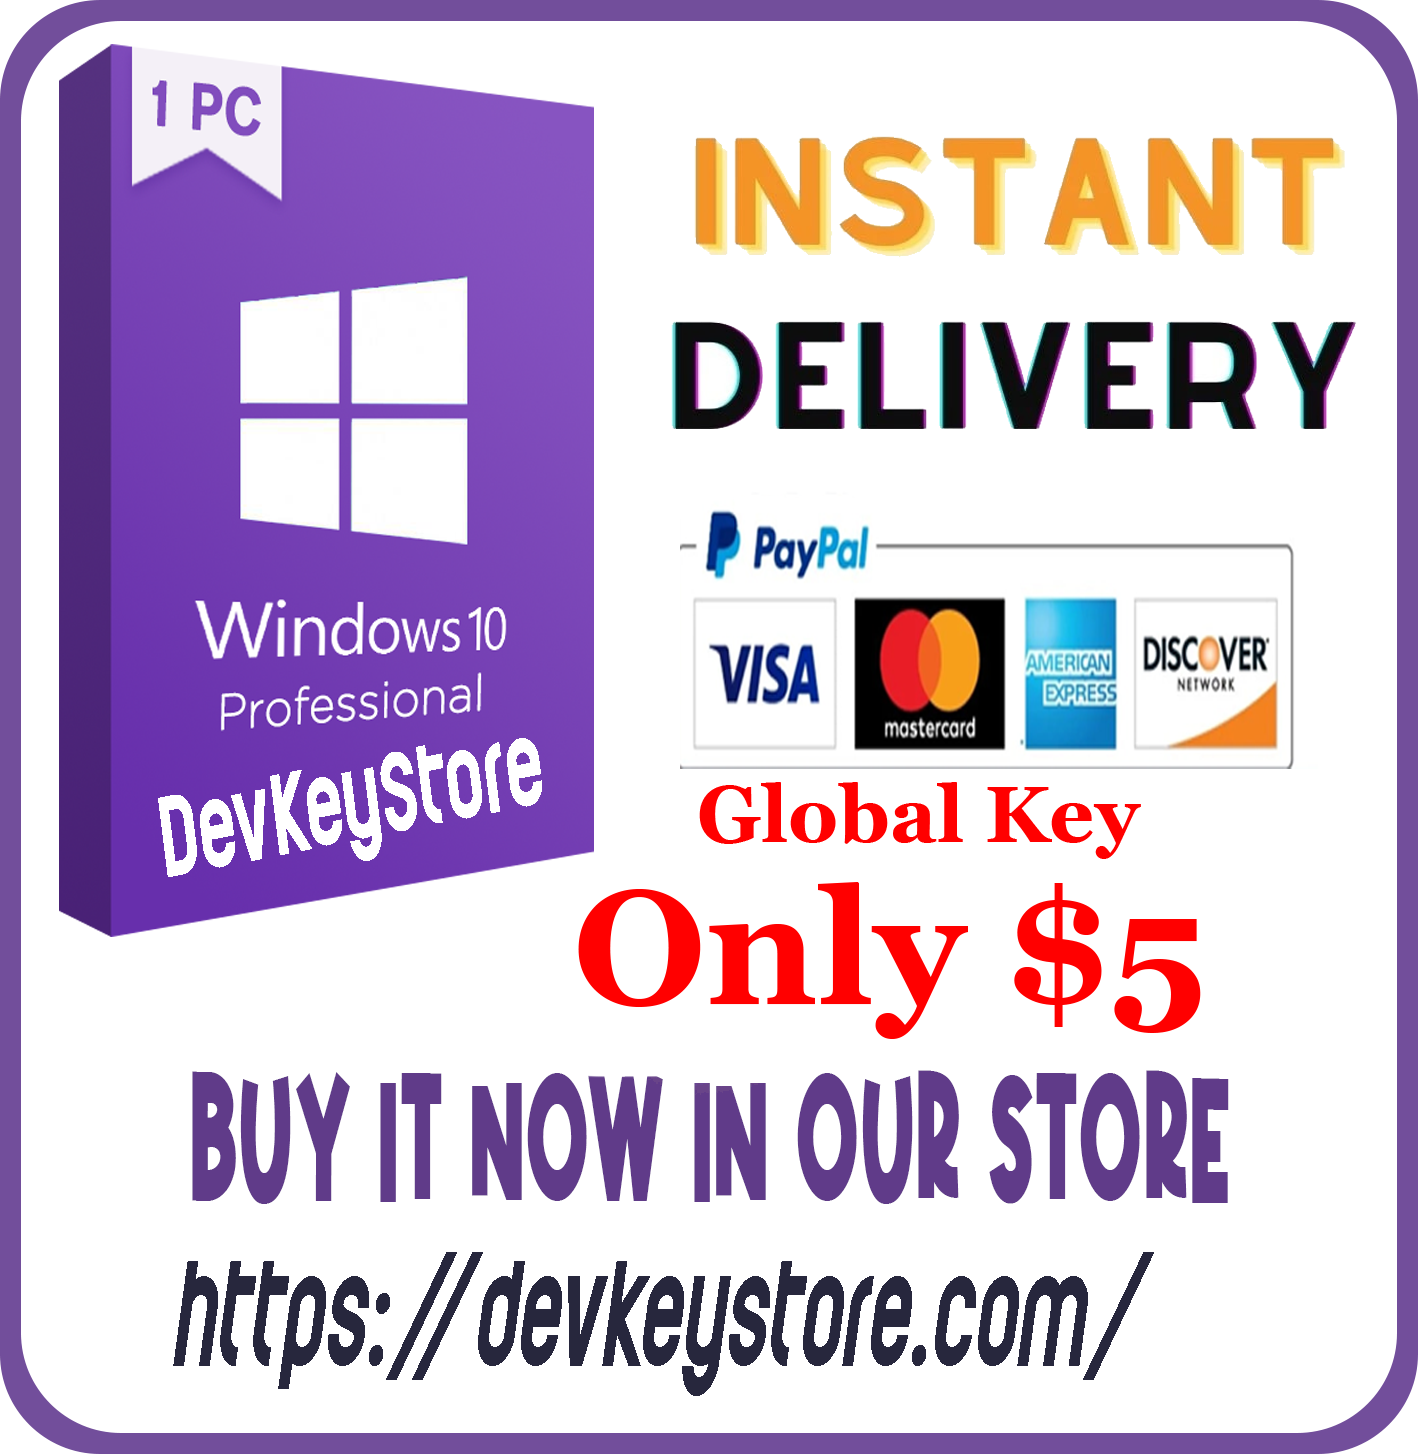 1 PC
Windows 10
Professional
DevKeyStore
INSTANT
DELIVERY
PayPal
VISA
mastercard
AMERICAN
EXPRESS
DISCOVER
NETWORK
Global Key
Only $5
BUY IT NOW IN OUR STORE
https://devkeystore.com/